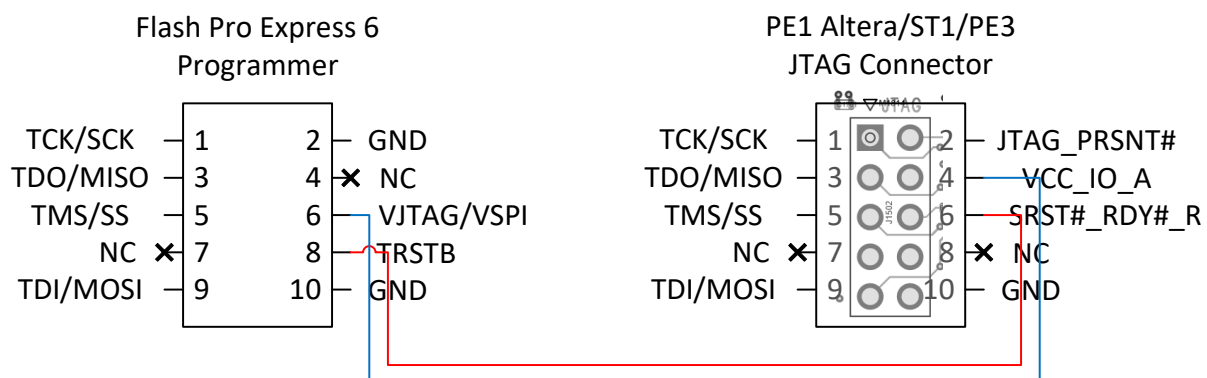 Flash Pro Express 6
Programmer
TCK/SCK 1 2 GND
TDO/MISO 3 4 NC
TMS/SS 5 6 VJTAG/VSPI
NC 7 8 TRSTB
TDI/MOSI 9 10 GND
PE1 Altera/ST1/PE3
JTAG Connector
JTAG
TCK/SCK 1 2 JTAG_PRSNT#
TDO/MISO 3 4 VCC_IO_A
TMS/SS 5 J1502 6 SRST#_RDY#_R
NC 7 8 NC
TDI/MOSI 9 10 GND